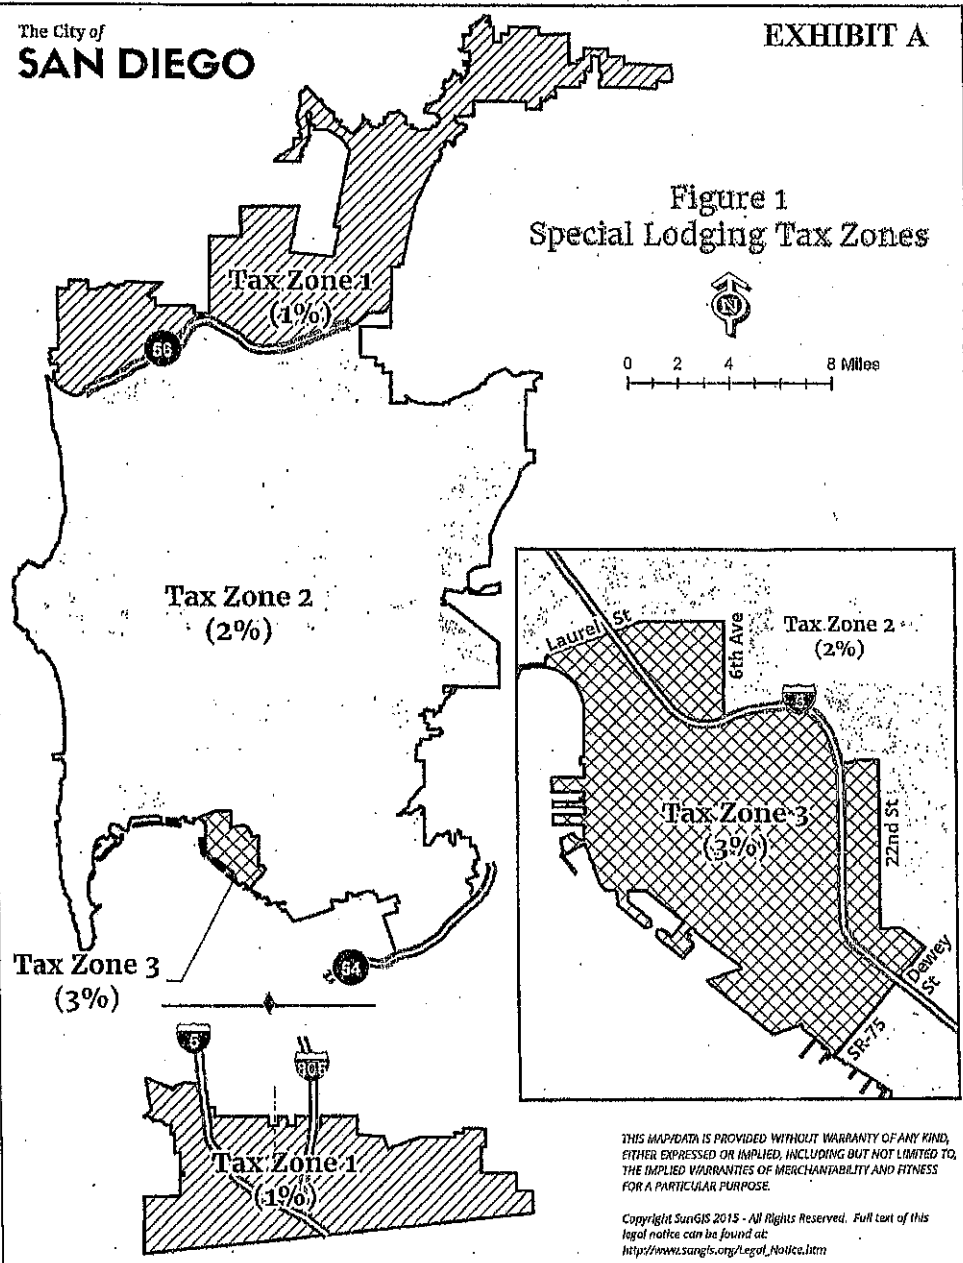 The City of
SAN DIEGO
EXHIBIT A
Figure 1
Special Lodging Tax Zones
N
0 2 4 8 Miles
Tax Zone 1
(1%)
56
Tax Zone 2
(2%)
Laurel St
6th Ave
Tax Zone 2
(2%)
5
Tax Zone 3
(3%)
22nd St
Dewey
St
SR-75
Tax Zone 3
(3%)
94
5
805
Tax Zone 1
(1%)
THIS MAP/DATA IS PROVIDED WITHOUT WARRANTY OF ANY KIND,
EITHER EXPRESSED OR IMPLIED, INCLUDING BUT NOT LIMITED TO,
THE IMPLIED WARRANTIES OF MERCHANTABILITY AND FITNESS
FOR A PARTICULAR PURPOSE.
Copyright SanGIS 2015 - All Rights Reserved. Full text of this
legal notice can be found at:
http://www.sangis.org/Legal_Notice.htm